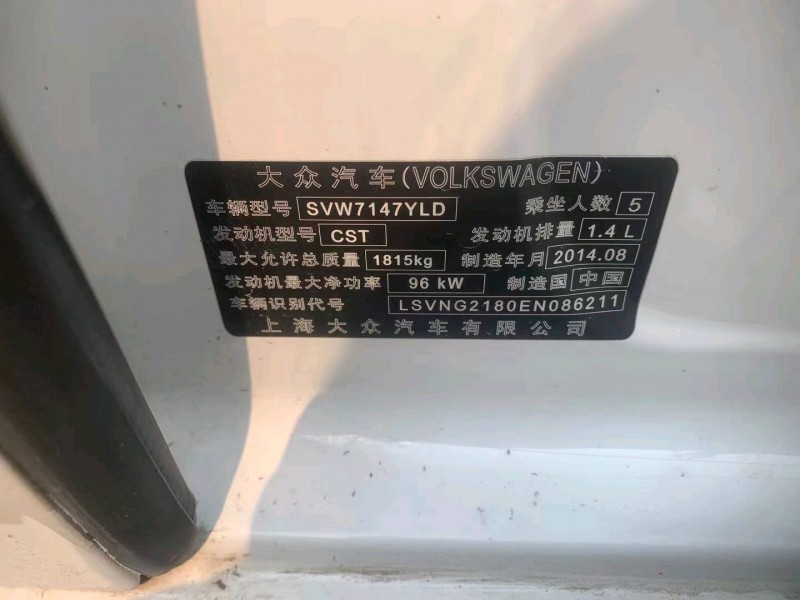 大众汽车(VOLKSWAGEN)
车辆型号 SVW7147YLD 乘坐人数 5
发动机型号 CST 发动机排量 1.4 L
最大允许总质量 1815kg 制造年月 2014.08
发动机最大净功率 96 kW 制造国 中国
车辆识别代号 LSVNG2180EN086211
上海大众汽车有限公司